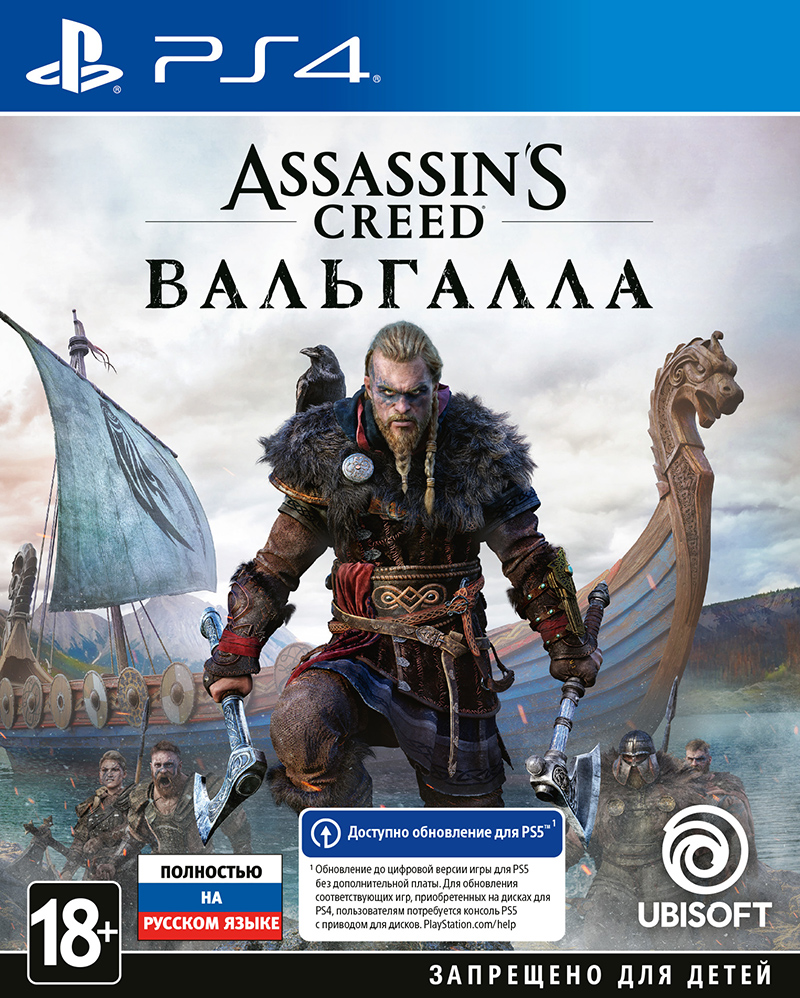 PS4
ASSASSIN'S
CREED®
ВАЛЬГАЛЛА
Доступно обновление для PS5™ ¹
¹ Обновление до цифровой версии игры для PS5
без дополнительной платы. Для обновления
соответствующих игр, приобретенных на дисках для
PS4, пользователям потребуется консоль PS5
с приводом для дисков. PlayStation.com/help
ПОЛНОСТЬЮ
НА
РУССКОМ ЯЗЫКЕ
18+
UBISOFT
ЗАПРЕЩЕНО ДЛЯ ДЕТЕЙ